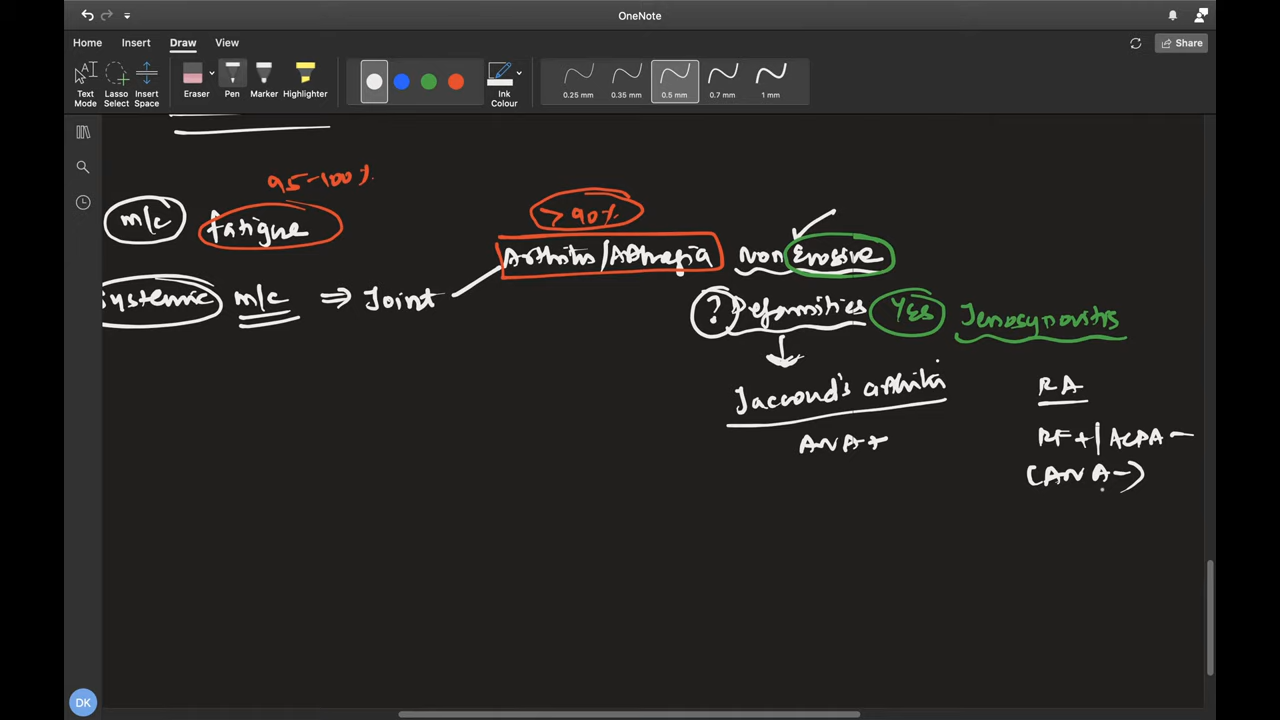 OneNote
Home Insert Draw View
Share
Text Mode
Lasso Select
Insert Space
Eraser
Pen
Marker
Highlighter
Ink Colour
0.25 mm
0.35 mm
0.5 mm
0.7 mm
1 mm
95-100%
m/c fatigue
>90%
Arthritis/Arthralgia non Erosive
Systemic m/c ⇒ Joint
? Deformities YES Tenosynovitis
Jaccoud's arthritis
RA
ANA+
RF+|ACPA-
(ANA-)
DK